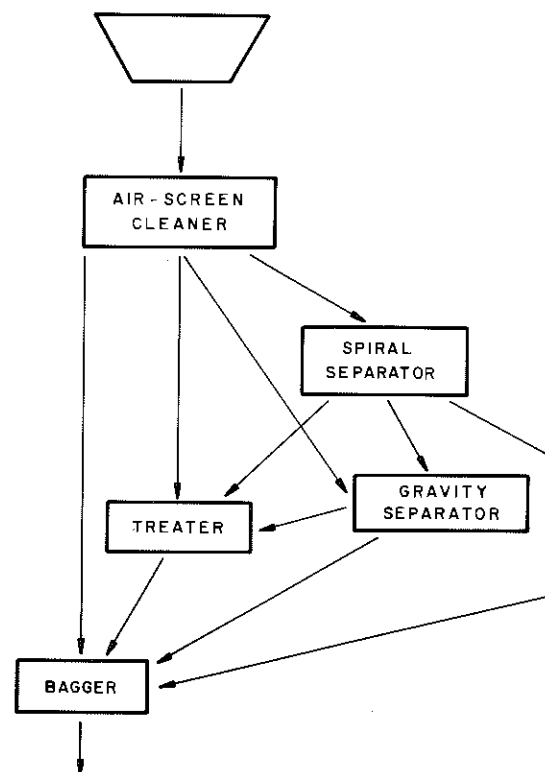 AIR-SCREEN
CLEANER
SPIRAL
SEPARATOR
GRAVITY
SEPARATOR
TREATER
BAGGER